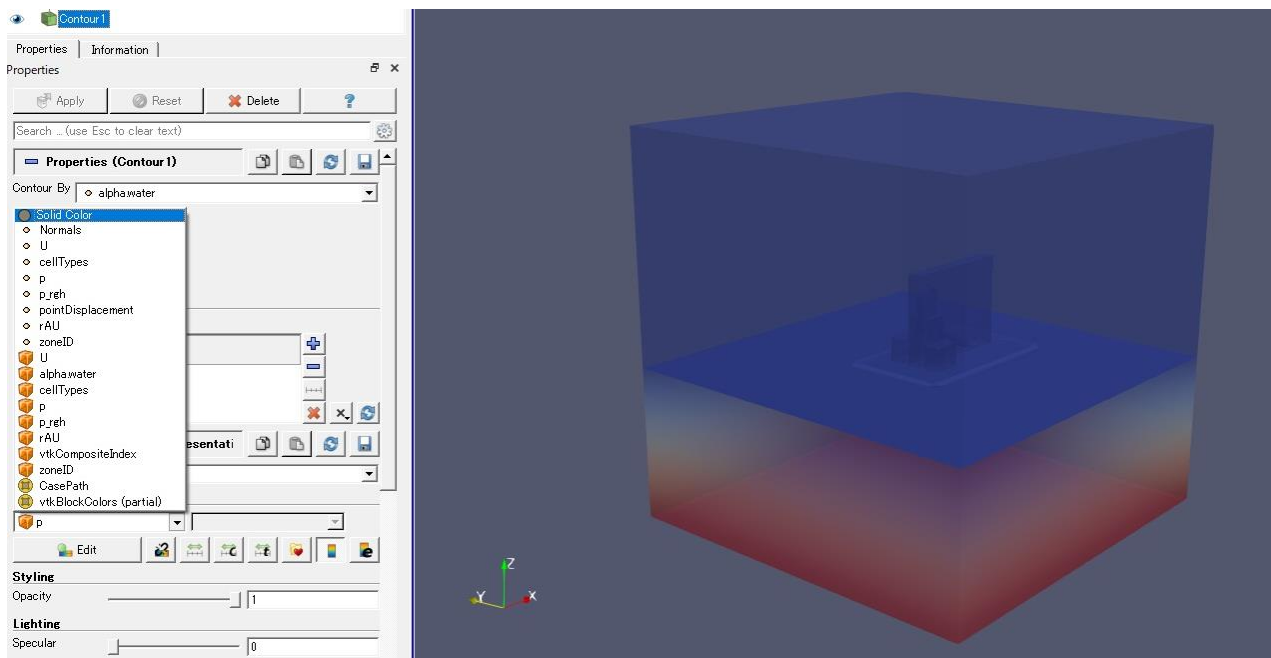 Contour1
Properties Information
Properties
Apply Reset Delete ?
Search ... (use Esc to clear text)
Properties (Contour1)
Contour By alpha.water
Solid Color
Normals
U
cellTypes
p
p_rgh
pointDisplacement
rAU
zoneID
U
alpha.water
cellTypes
p
p_rgh
rAU
vtkCompositeIndex
zoneID
CasePath
vtkBlockColors (partial)
esentati
p
Edit
Styling
Opacity 1
Lighting
Specular 0
Z
Y X